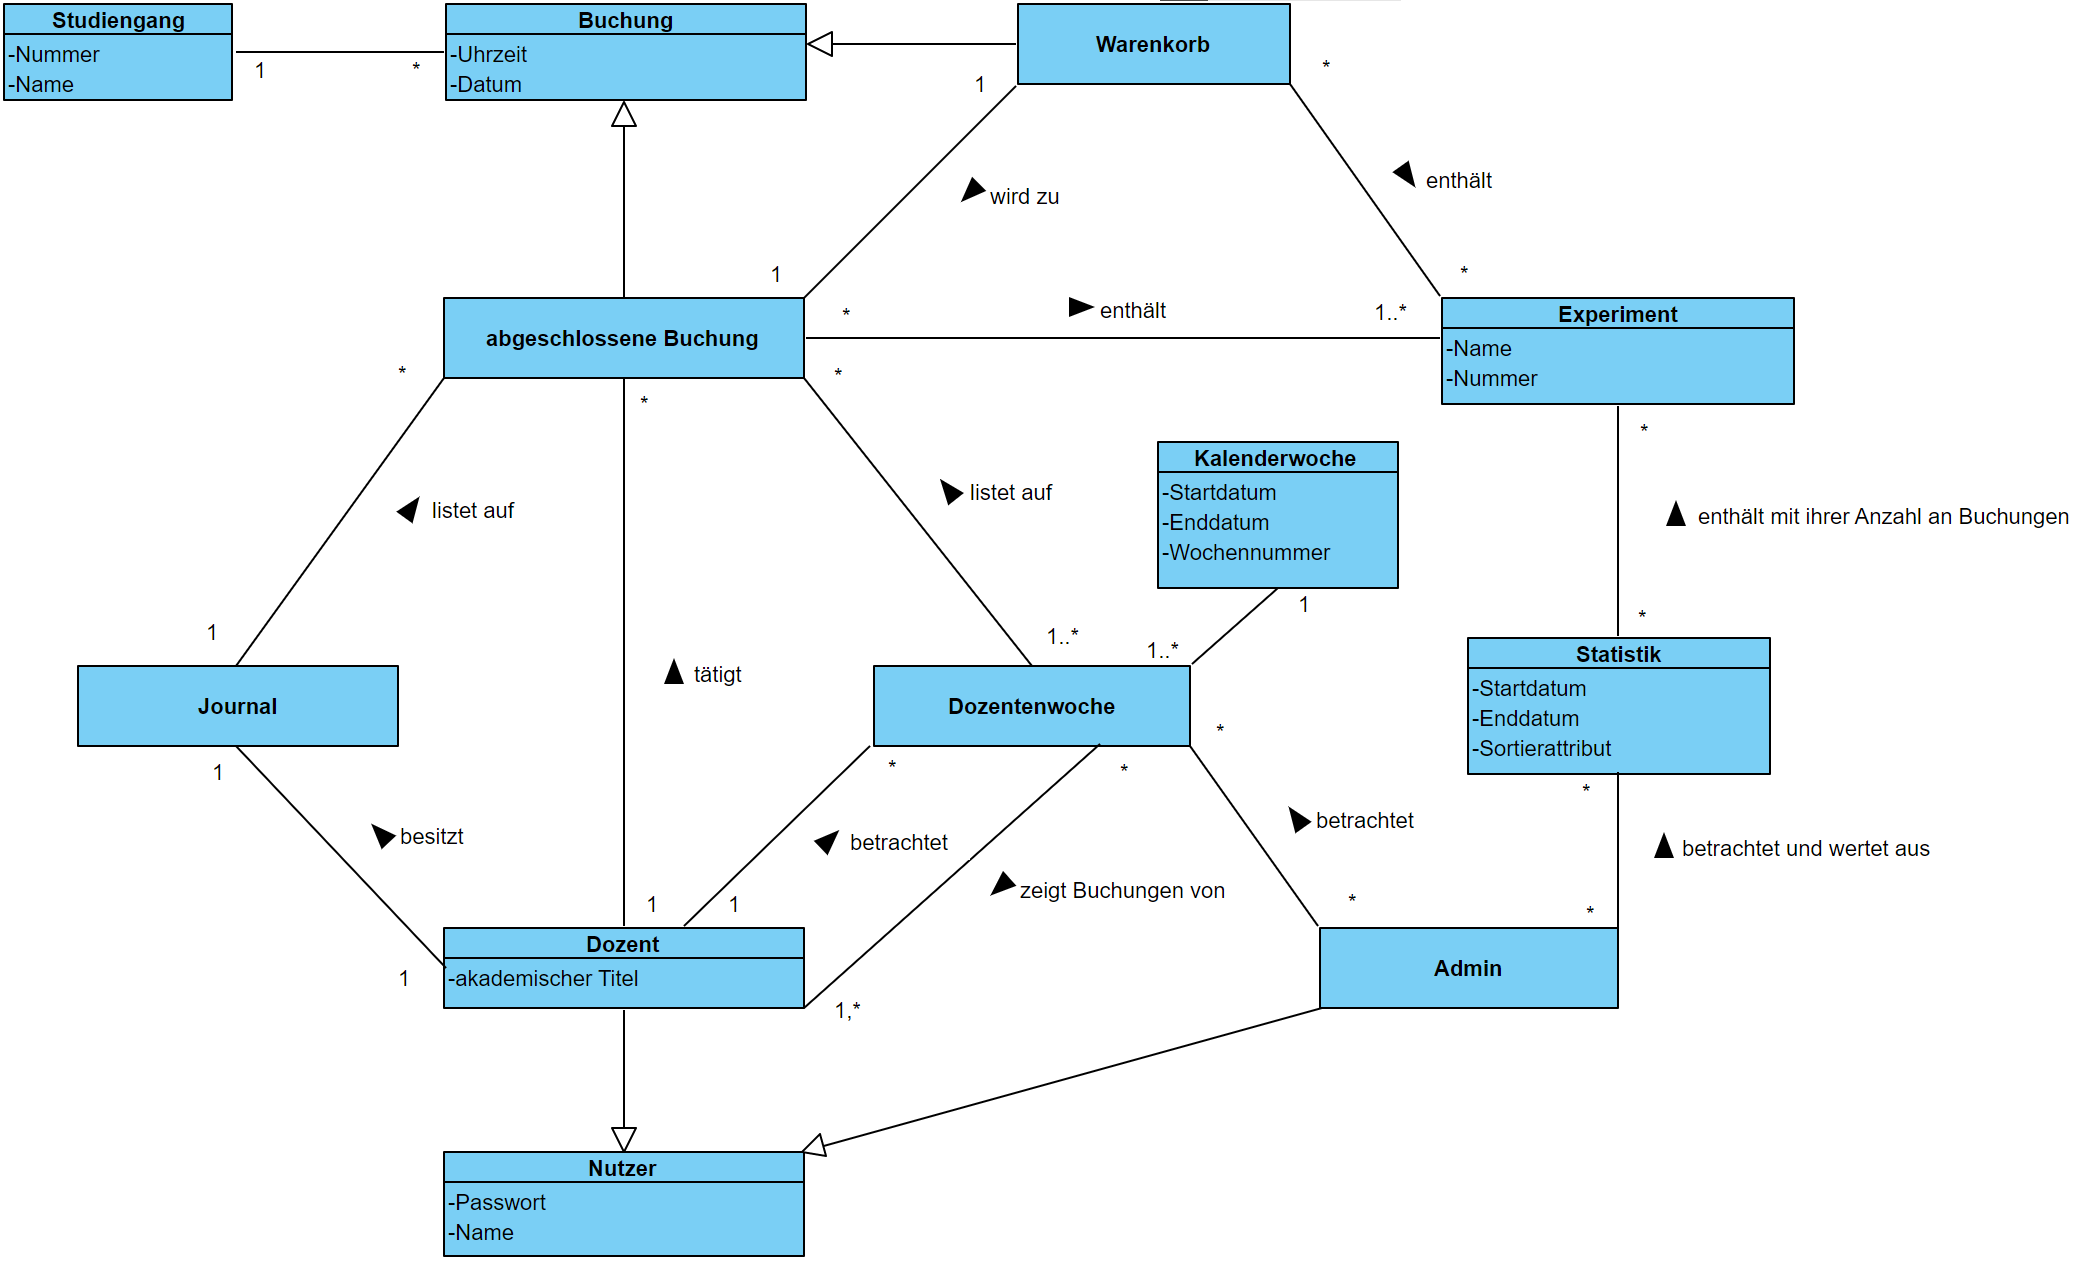 Studiengang
-Nummer
-Name
1
*
Buchung
-Uhrzeit
-Datum
Warenkorb
1
*
wird zu
enthält
1
*
abgeschlossene Buchung
*
enthält
1..*
Experiment
-Name
-Nummer
*
*
*
*
listet auf
listet auf
Kalenderwoche
-Startdatum
-Enddatum
-Wochennummer
1
enthält mit ihrer Anzahl an Buchungen
1
1..*
1..*
*
Journal
tätigt
Dozentenwoche
Statistik
-Startdatum
-Enddatum
-Sortierattribut
1
*
*
*
*
besitzt
betrachtet
zeigt Buchungen von
betrachtet
betrachtet und wertet aus
1
1
1
*
*
Dozent
-akademischer Titel
1,*
Admin
Nutzer
-Passwort
-Name